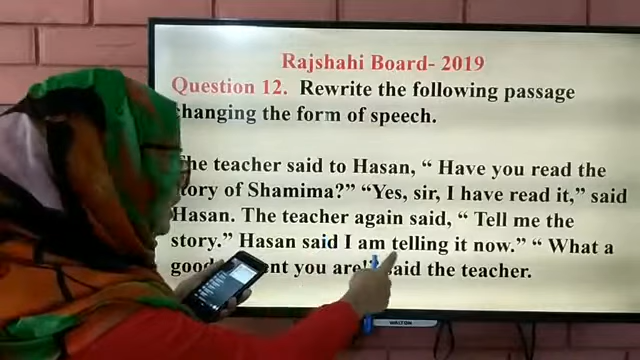 Rajshahi Board- 2019
Question 12. Rewrite the following passage
changing the form of speech.
The teacher said to Hasan, “ Have you read the
story of Shamima?” “Yes, sir, I have read it,” said
Hasan. The teacher again said, “ Tell me the
story.” Hasan said I am telling it now.” “ What a
you are!” said the teacher.
WALTON